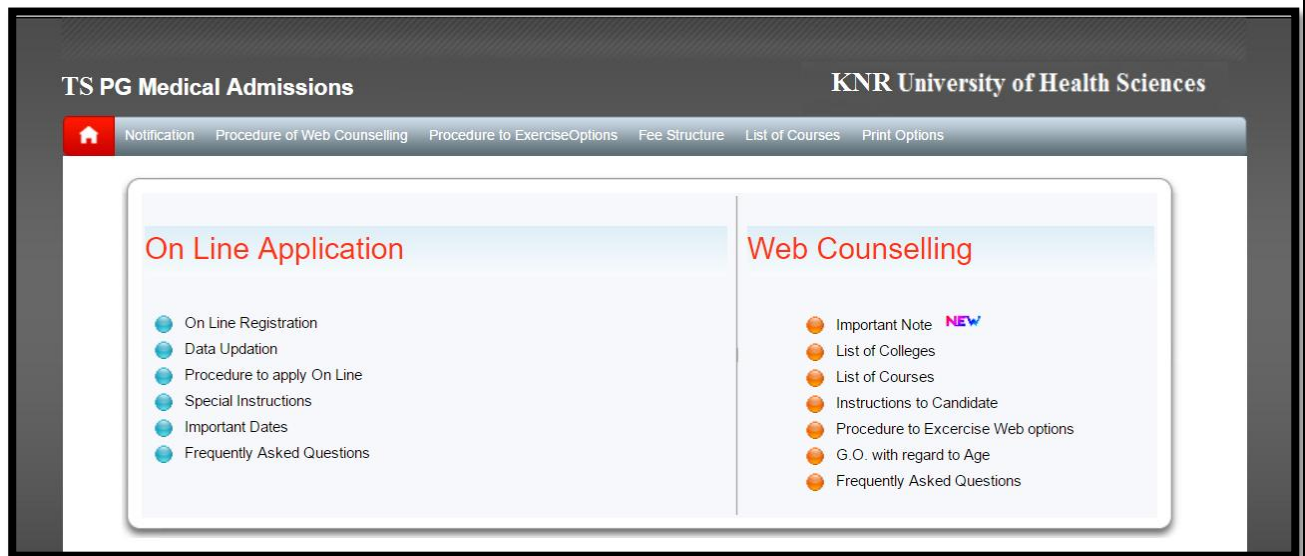 TS PG Medical Admissions
KNR University of Health Sciences
Notification Procedure of Web Counselling Procedure to ExerciseOptions Fee Structure List of Courses Print Options
On Line Application
On Line Registration
Data Updation
Procedure to apply On Line
Special Instructions
Important Dates
Frequently Asked Questions
Web Counselling
Important Note NEW
List of Colleges
List of Courses
Instructions to Candidate
Procedure to Excercise Web options
G.O. with regard to Age
Frequently Asked Questions